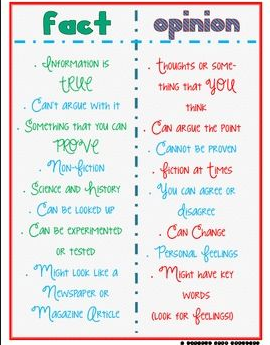 fact
. Information is
TRUE
. Can't argue with it
. Something that you can
PROVE
. Non-fiction
. Science and History
. Can be looked up
. Can be experimented
or tested
. Might look like a
Newspaper or
Magazine Article
opinion
. Thoughts or some-
thing that YOU
think
. Can argue the point
. Cannot be proven
. Fiction at times
. You can agree or
disagree
. Can Change
. Personal Feelings
. Might have key
words
(look for feelings!)